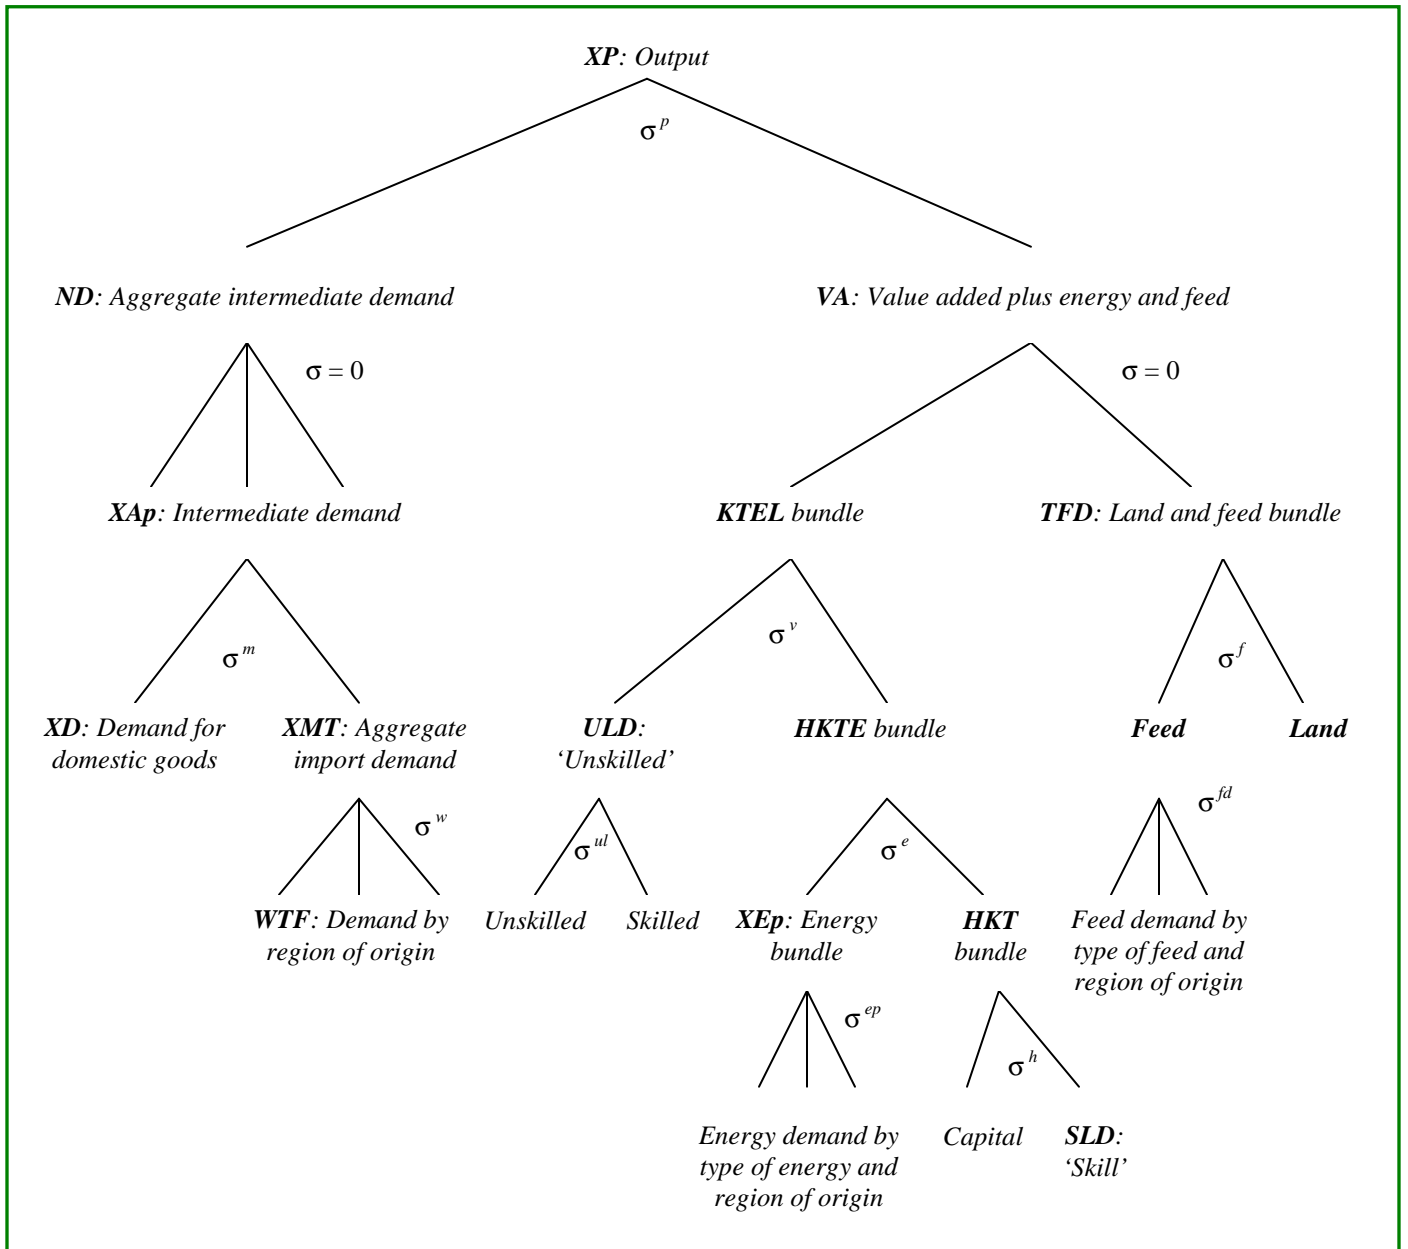 XP: Output
σ p
ND: Aggregate intermediate demand
VA: Value added plus energy and feed
σ = 0
σ = 0
XAp: Intermediate demand
KTEL bundle
TFD: Land and feed bundle
σ m
σ v
σ f
XD: Demand for
domestic goods
XMT: Aggregate
import demand
ULD:
‘Unskilled’
HKTE bundle
Feed
Land
σ w
σ ul
σ e
σ fd
WTF: Demand by
region of origin
Unskilled
Skilled
XEp: Energy
bundle
HKT
bundle
Feed demand by
type of feed and
region of origin
σ ep
σ h
Energy demand by
type of energy and
region of origin
Capital
SLD:
‘Skill’